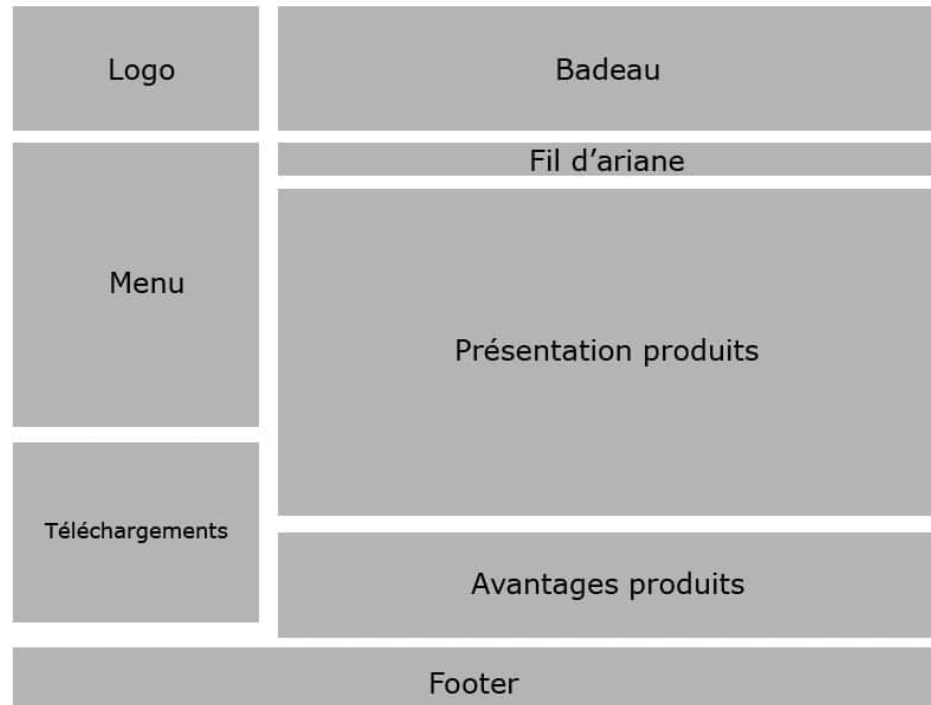 Logo
Badeau
Fil d’ariane
Menu
Présentation produits
Téléchargements
Avantages produits
Footer